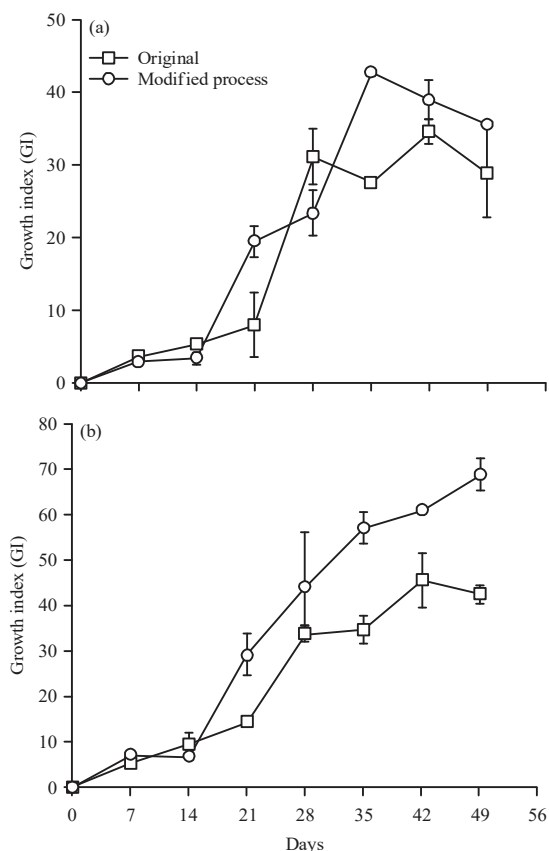 (a)
Original
Modified process
50
40
30
20
10
0
Growth index (GI)
(b)
80
70
60
50
40
30
20
10
0
Growth index (GI)
0 7 14 21 28 35 42 49 56
Days